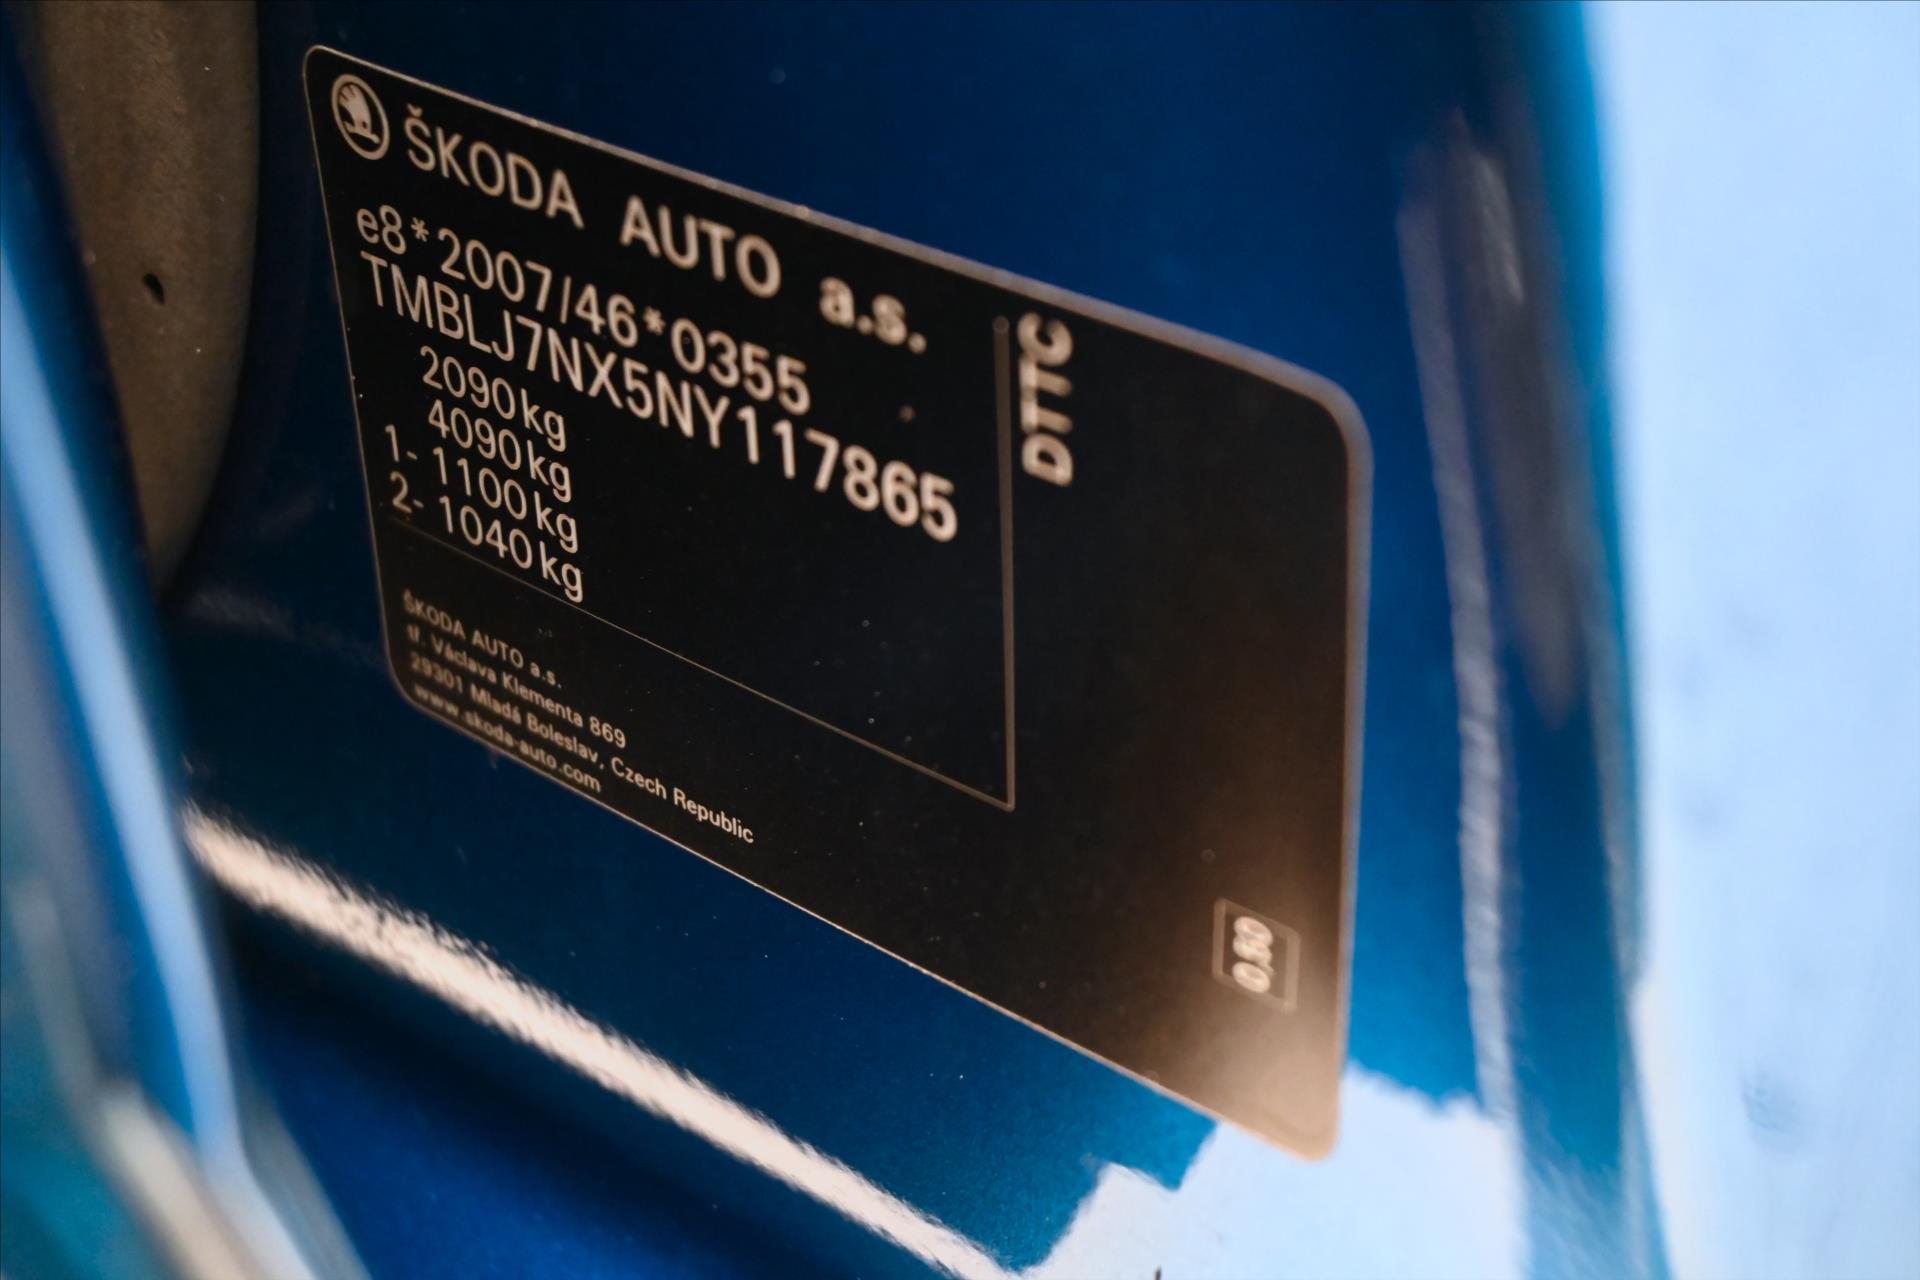 ŠKODA AUTO a.s.
e8*2007/46*0355
TMBLJ7NX5NY117865
2090kg
4090kg
1- 1100kg
2- 1040kg
DTTC
ŠKODA AUTO a.s.
tř. Václava Klementa 869
29301 Mladá Boleslav, Czech Republic
www.skoda-auto.com
0,50